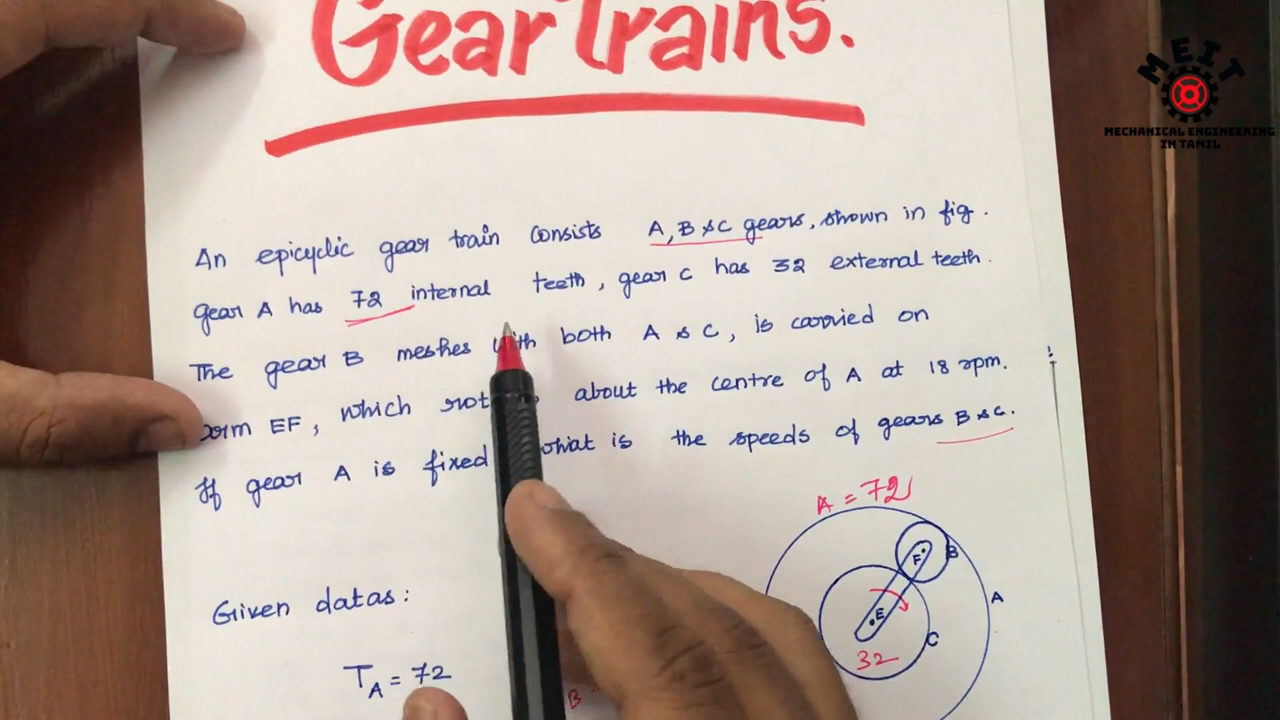 Gear Trains.
MEIT
MECHANICAL ENGINEERING
IN TAMIL
An epicyclic gear train consists A, B & C gears, shown in fig.
gear A has 72 internal teeth, gear C has 32 external teeth.
The gear B meshes with both A & C, is carried on
arm EF, which about the centre of A at 18 rpm.
If gear A is fixed what is the speeds of gears B & C.
A = 72
B
F
A
E
C
32
Given datas:
TA = 72
B